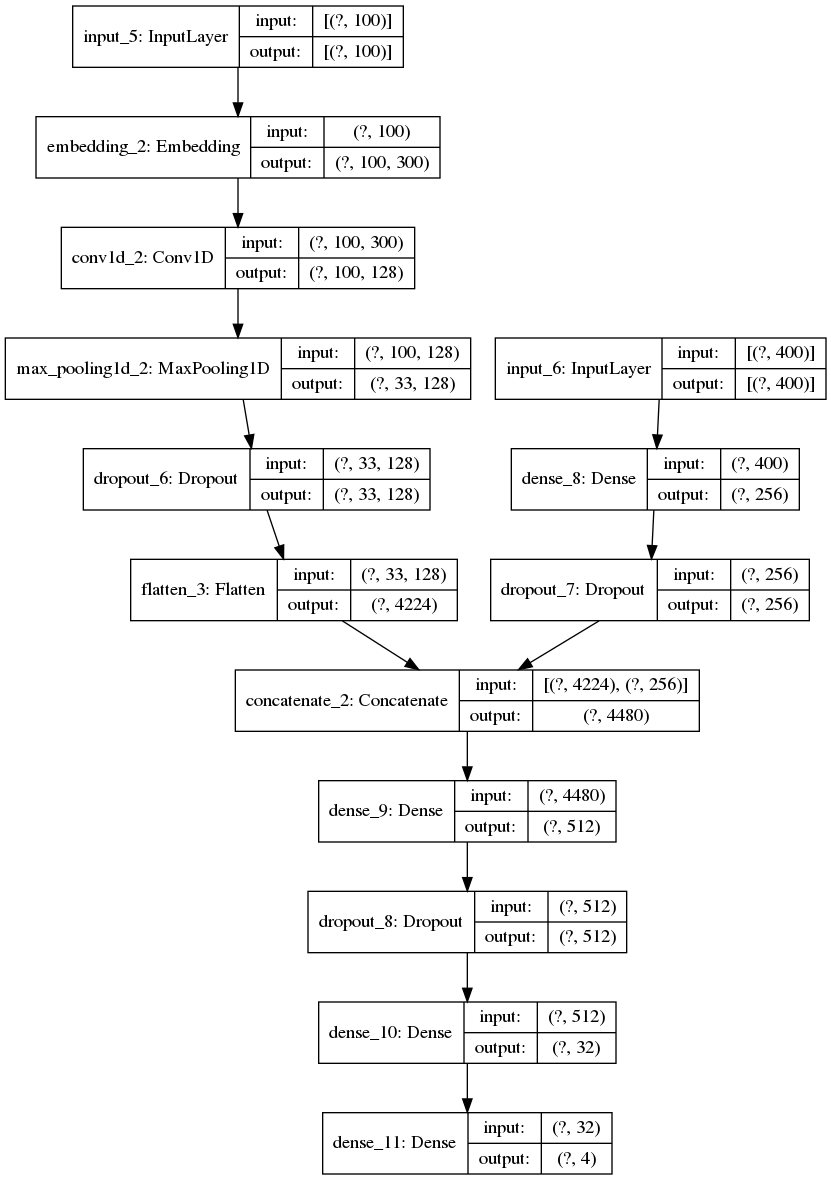 input_5: InputLayer
input: [(?, 100)]
output: [(?, 100)]
embedding_2: Embedding
input: (?, 100)
output: (?, 100, 300)
conv1d_2: Conv1D
input: (?, 100, 300)
output: (?, 100, 128)
max_pooling1d_2: MaxPooling1D
input: (?, 100, 128)
output: (?, 33, 128)
input_6: InputLayer
input: [(?, 400)]
output: [(?, 400)]
dropout_6: Dropout
input: (?, 33, 128)
output: (?, 33, 128)
dense_8: Dense
input: (?, 400)
output: (?, 256)
flatten_3: Flatten
input: (?, 33, 128)
output: (?, 4224)
dropout_7: Dropout
input: (?, 256)
output: (?, 256)
concatenate_2: Concatenate
input: [(?, 4224), (?, 256)]
output: (?, 4480)
dense_9: Dense
input: (?, 4480)
output: (?, 512)
dropout_8: Dropout
input: (?, 512)
output: (?, 512)
dense_10: Dense
input: (?, 512)
output: (?, 32)
dense_11: Dense
input: (?, 32)
output: (?, 4)